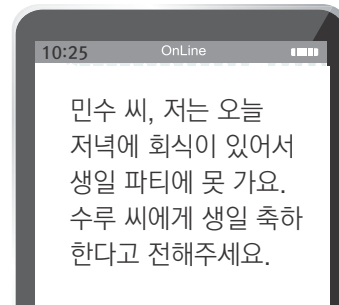 10:25 OnLine
민수 씨, 저는 오늘
저녁에 회식이 있어서
생일 파티에 못 가요.
수루 씨에게 생일 축하
한다고 전해주세요.